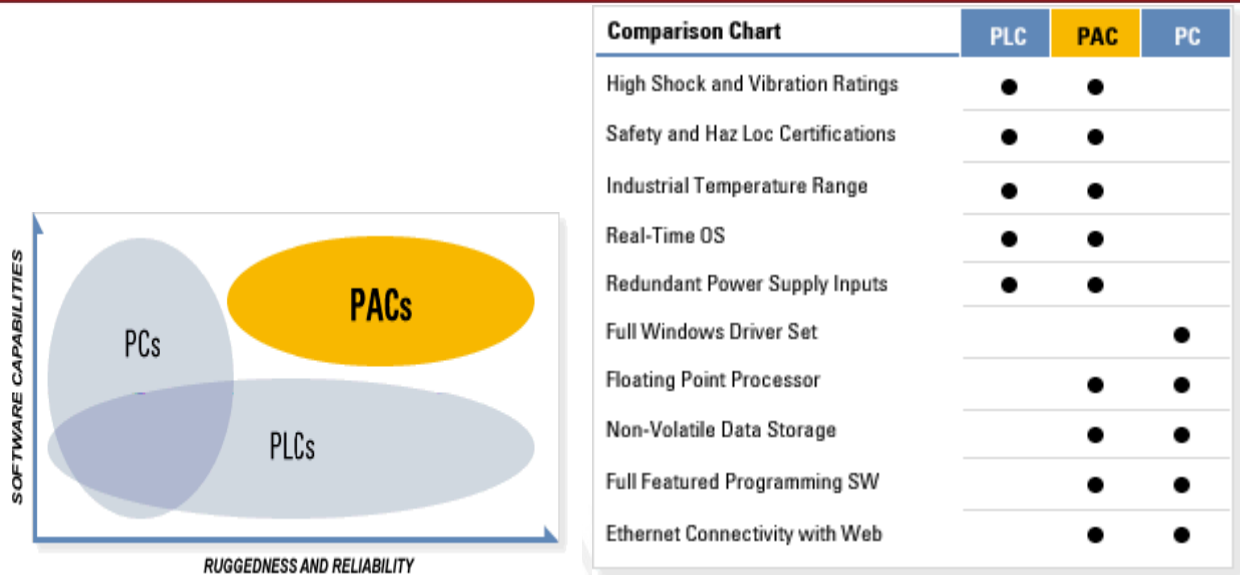 SOFTWARE CAPABILITIES
PCs
PACs
PLCs
RUGGEDNESS AND RELIABILITY
Comparison Chart PLC PAC PC
High Shock and Vibration Ratings ● ●
Safety and Haz Loc Certifications ● ●
Industrial Temperature Range ● ●
Real-Time OS ● ●
Redundant Power Supply Inputs ● ●
Full Windows Driver Set ●
Floating Point Processor ● ●
Non-Volatile Data Storage ● ●
Full Featured Programming SW ● ●
Ethernet Connectivity with Web ● ●